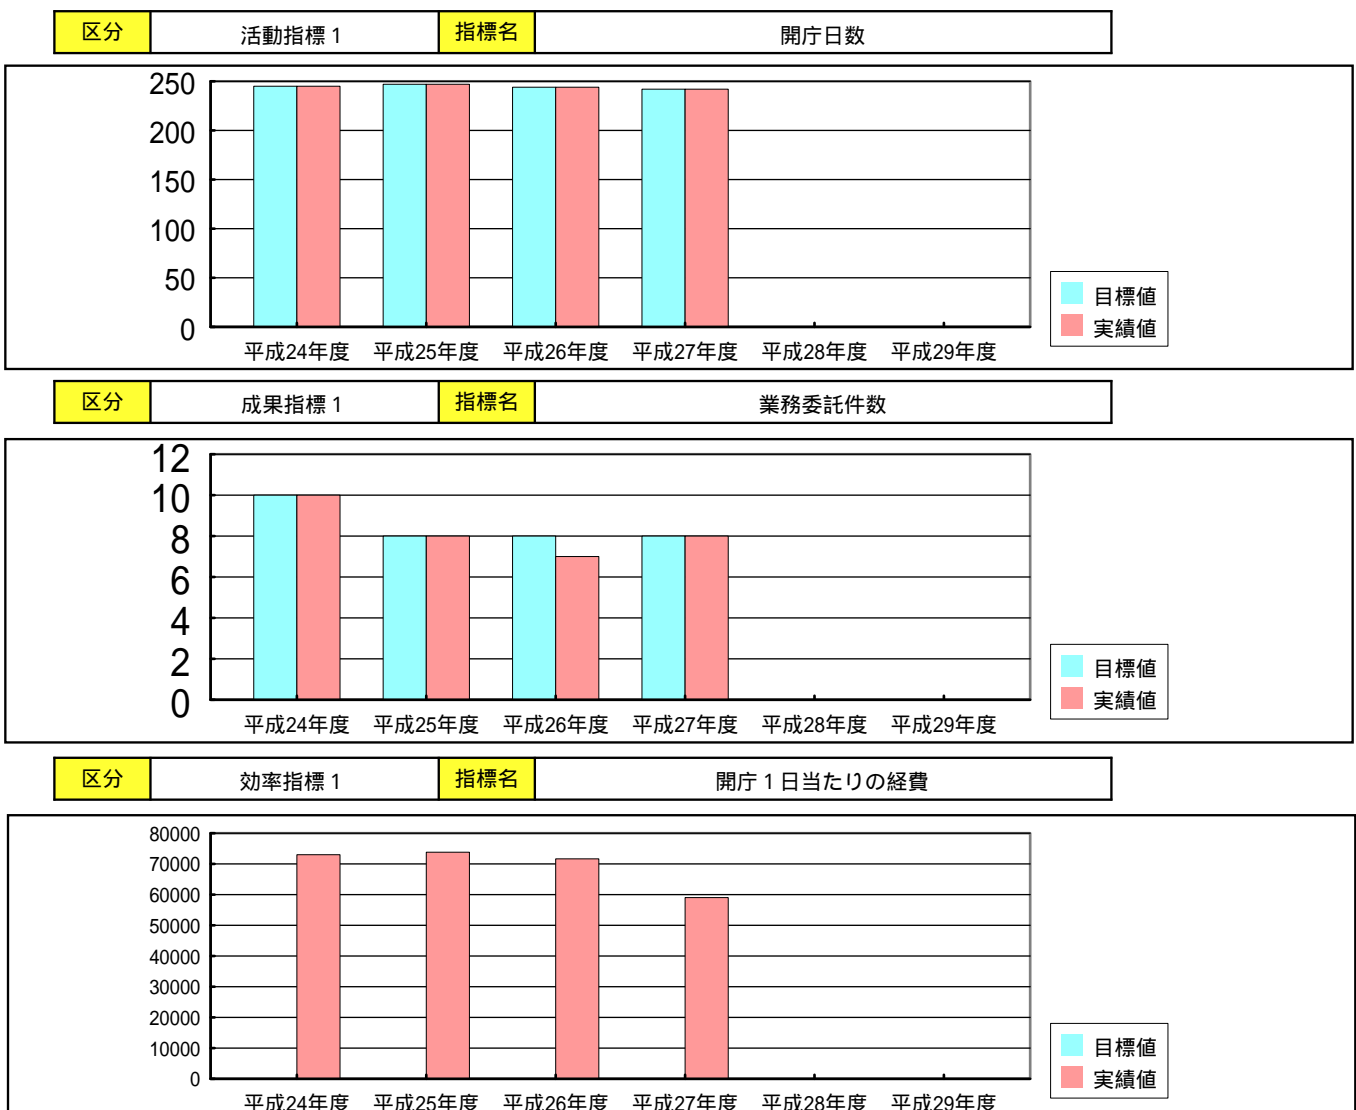 区分 活動指標1 指標名 開庁日数
250
200
150
100
50
0
平成24年度 平成25年度 平成26年度 平成27年度 平成28年度 平成29年度
目標値
実績値
区分 成果指標1 指標名 業務委託件数
12
10
8
6
4
2
0
平成24年度 平成25年度 平成26年度 平成27年度 平成28年度 平成29年度
目標値
実績値
区分 効率指標1 指標名 開庁1日当たりの経費
80000
70000
60000
50000
40000
30000
20000
10000
0
平成24年度 平成25年度 平成26年度 平成27年度 平成28年度 平成29年度
目標値
実績値